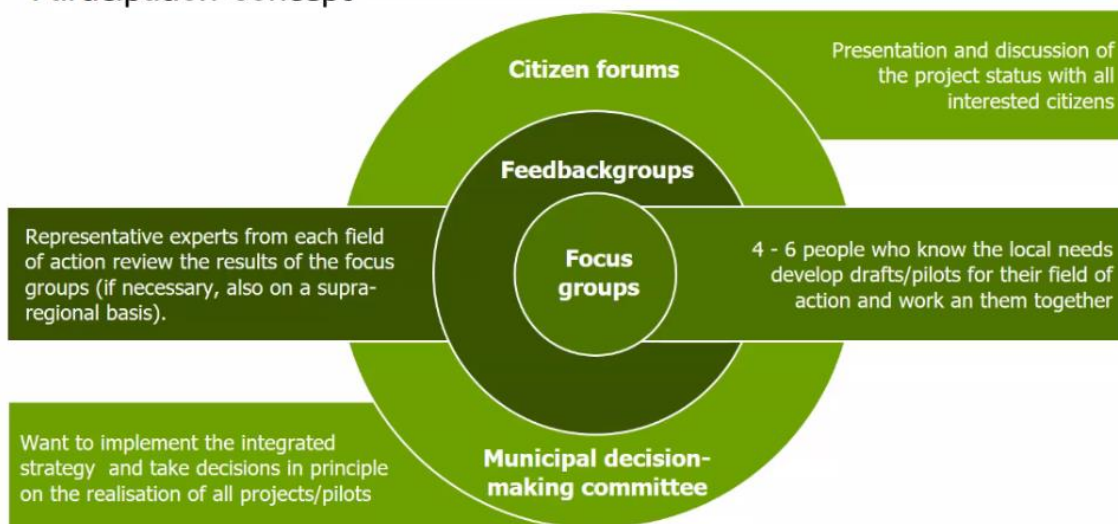 Citizen forums
Presentation and discussion of
the project status with all
interested citizens
Feedbackgroups
Representative experts from each field
of action review the results of the focus
groups (if necessary, also on a supra-
regional basis).
Focus
groups
4 - 6 people who know the local needs
develop drafts/pilots for their field of
action and work an them together
Want to implement the integrated
strategy and take decisions in principle
on the realisation of all projects/pilots
Municipal decision-
making committee